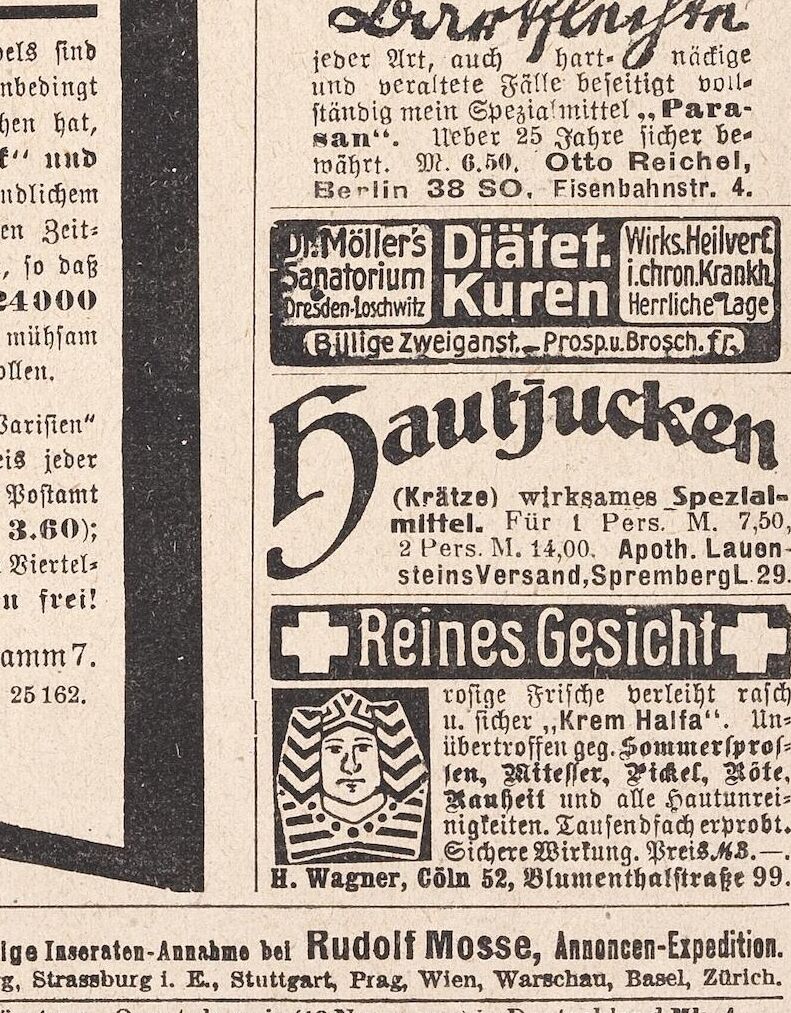 sind
nbedingt
hen hat,
und
ndlichem
en Zeit⸗
, so daß
24000
mühsam
ollen.
Parisien“
eis jeder
Postamt
3.60);
Viertel⸗
u frei!
amm 7.
25 162.
Bartflechte
jeder Art, auch hart⸗ näckige
und veraltete Fälle beseitigt voll⸗
ständig mein Spezialmittel „Para-
san“. Ueber 25 Jahre sicher be⸗
währt. M. 6.50. Otto Reichel,
Berlin 38 SO, Eisenbahnstr. 4.
Dr. Möller's
Sanatorium
Dresden-Loschwitz
Diätet.
Kuren
Wirks. Heilverf.
i. chron. Krankh.
Herrliche Lage
Billige Zweiganst. – Prosp. u. Brosch. fr.
Hautjucken
(Krätze) wirksames Spezial-
mittel. Für 1 Pers. M. 7,50,
2 Pers. M. 14,00. Apoth. Lauen-
steins Versand, Spremberg L. 29.
Reines Gesicht
rosige Frische verleiht rasch
u. sicher „Krem Halfa“. Un⸗
übertroffen geg. Sommerspros⸗
sen, Mitesser, Pickel, Röte,
Rauheit und alle Hautunrei⸗
nigkeiten. Tausendfach erprobt.
Sichere Wirkung. Preis M 3.—.
H. Wagner, Cöln 52, Blumenthalstraße 99.
ige Inseraten-Annahme bei Rudolf Mosse, Annoncen-Expedition.
g, Strassburg i. E., Stuttgart, Prag, Wien, Warschau, Basel, Zürich.